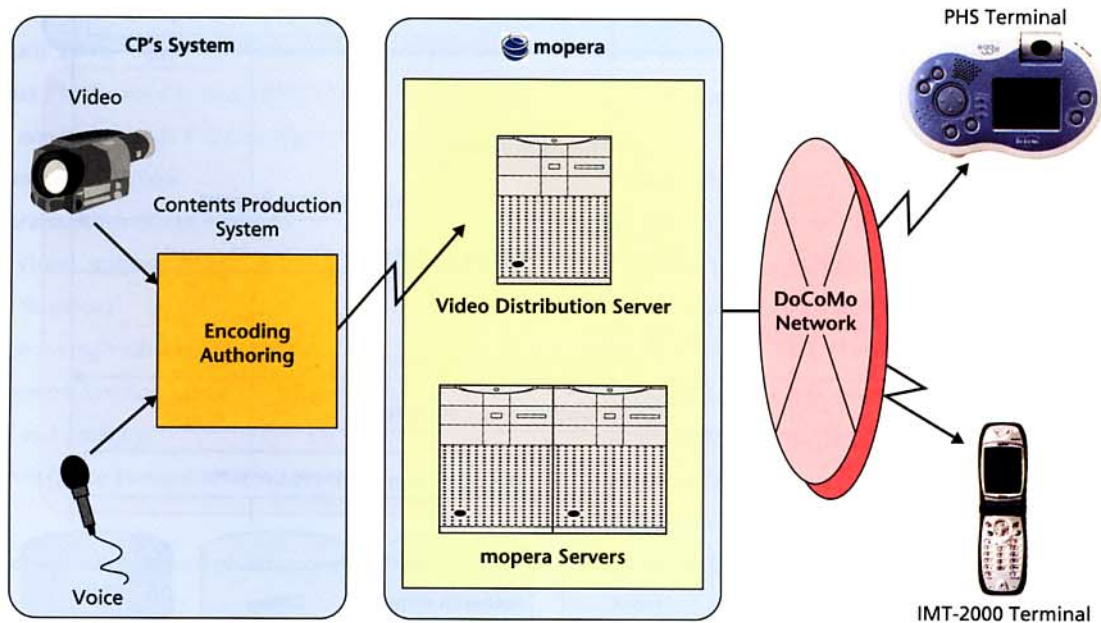 CP's System
Video
Contents Production
System
Encoding
Authoring
Voice
mopera
Video Distribution Server
mopera Servers
DoCoMo
Network
PHS Terminal
IMT-2000 Terminal